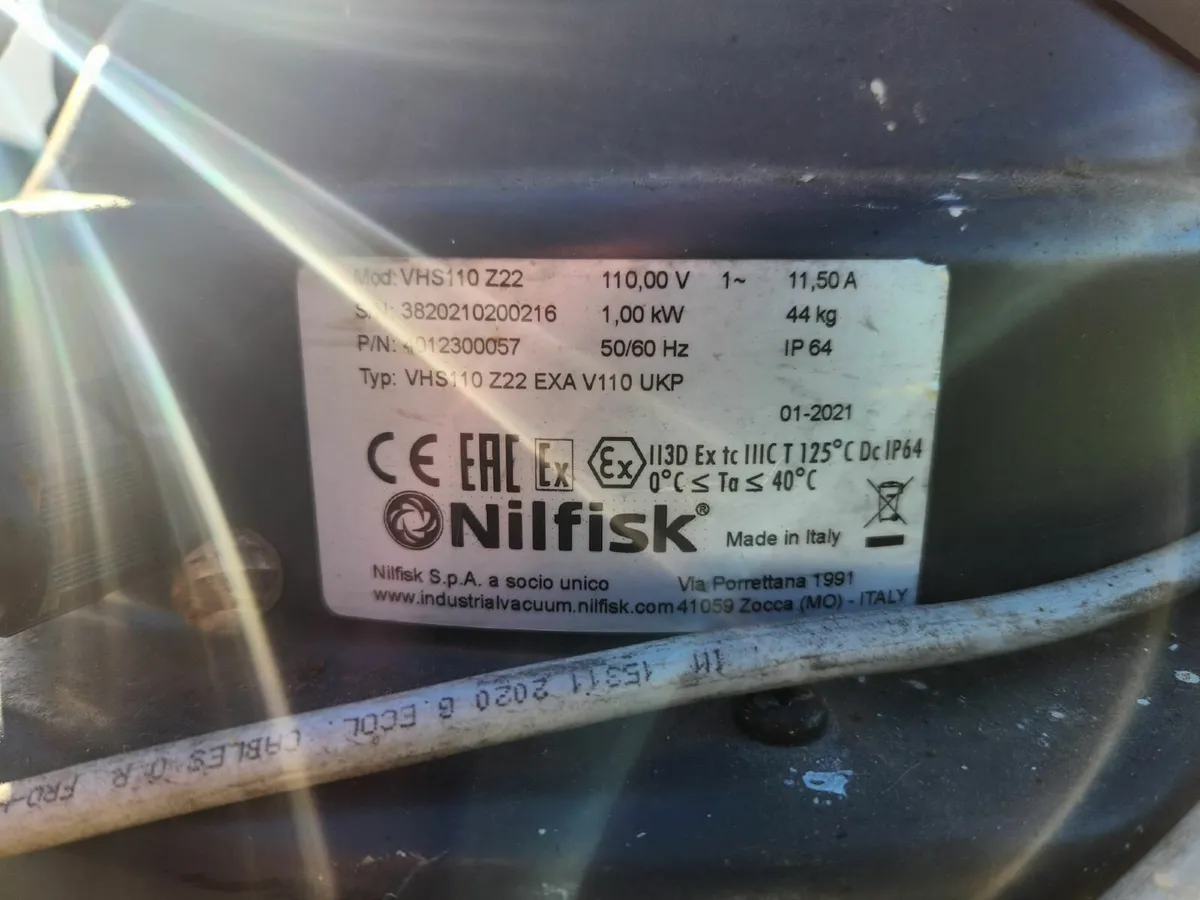 Mod: VHS110 Z22 110,00 V 1~ 11,50 A
S.N: 3820210200216 1,00 kW 44 kg
P/N: 4012300057 50/60 Hz IP 64
Typ: VHS110 Z22 EXA V110 UKP
01-2021
CE EAC Ex Ex II3D Ex tc IIIC T 125°C Dc IP64
0°C ≤ Ta ≤ 40°C
Nilfisk® Made in Italy
Nilfisk S.p.A. a socio unico Via Porrettana 1991
www.industrialvacuum.nilfisk.com 41059 Zocca (MO) - ITALY
15311 2020 G.ECOL. CABLES O.R